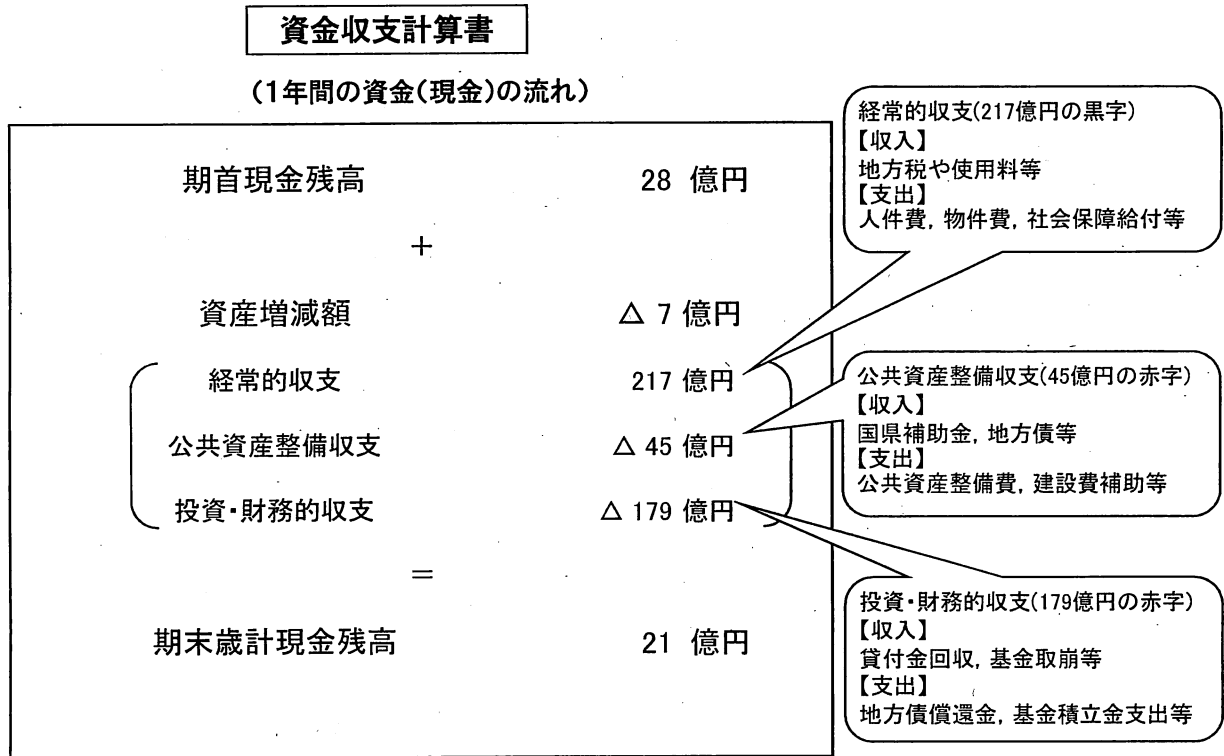 資金収支計算書
(1年間の資金(現金)の流れ)
期首現金残高 28 億円
+
資産増減額 △ 7 億円
経常的収支 217 億円
公共資産整備収支 △ 45 億円
投資・財務的収支 △ 179 億円
=
期末歳計現金残高 21 億円
経常的収支(217億円の黒字)
【収入】
地方税や使用料等
【支出】
人件費, 物件費, 社会保障給付等
公共資産整備収支(45億円の赤字)
【収入】
国県補助金, 地方債等
【支出】
公共資産整備費, 建設費補助等
投資・財務的収支(179億円の赤字)
【収入】
貸付金回収, 基金取崩等
【支出】
地方債償還金, 基金積立金支出等